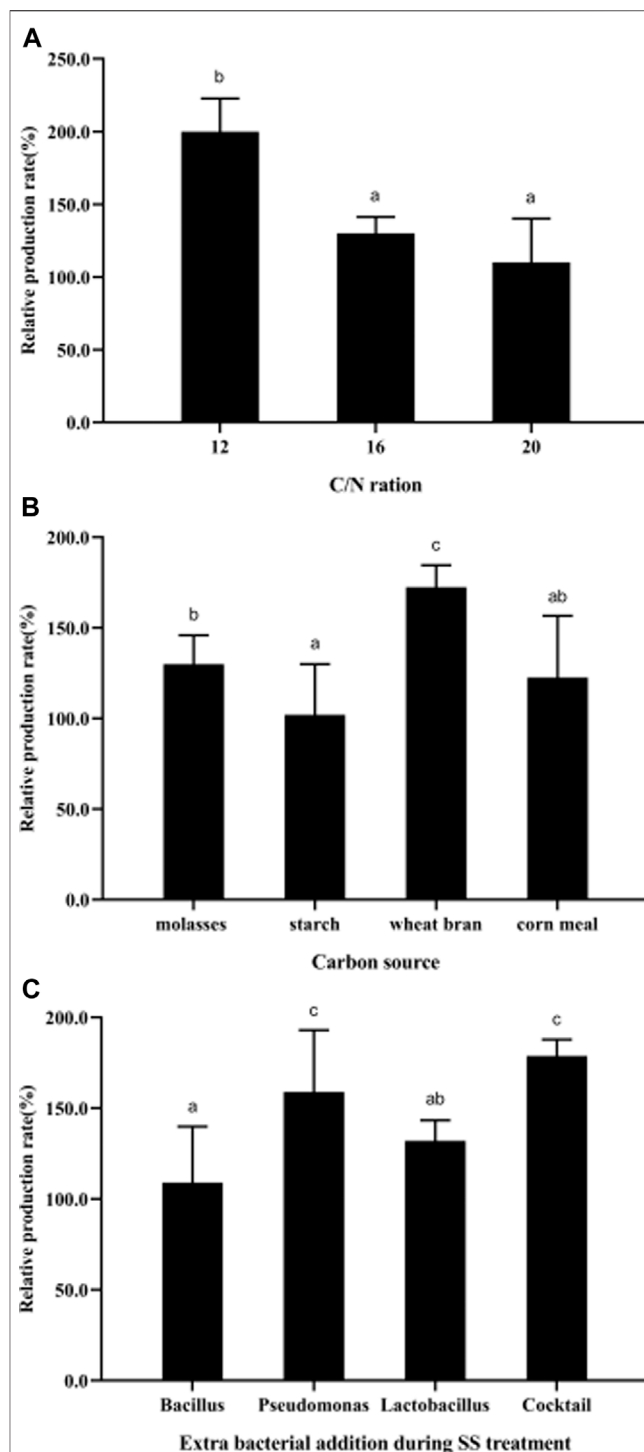 A
Relative production rate(%)
250.0
200.0
150.0
100.0
50.0
0.0
b
a
a
12 16 20
C/N ration
B
Relative production rate(%)
200.0
150.0
100.0
50.0
0.0
b
a
c
ab
molasses starch wheat bran corn meal
Carbon source
C
Relative production rate(%)
200.0
150.0
100.0
50.0
0.0
a
c
ab
c
Bacillus Pseudomonas Lactobacillus Cocktail
Extra bacterial addition during SS treatment